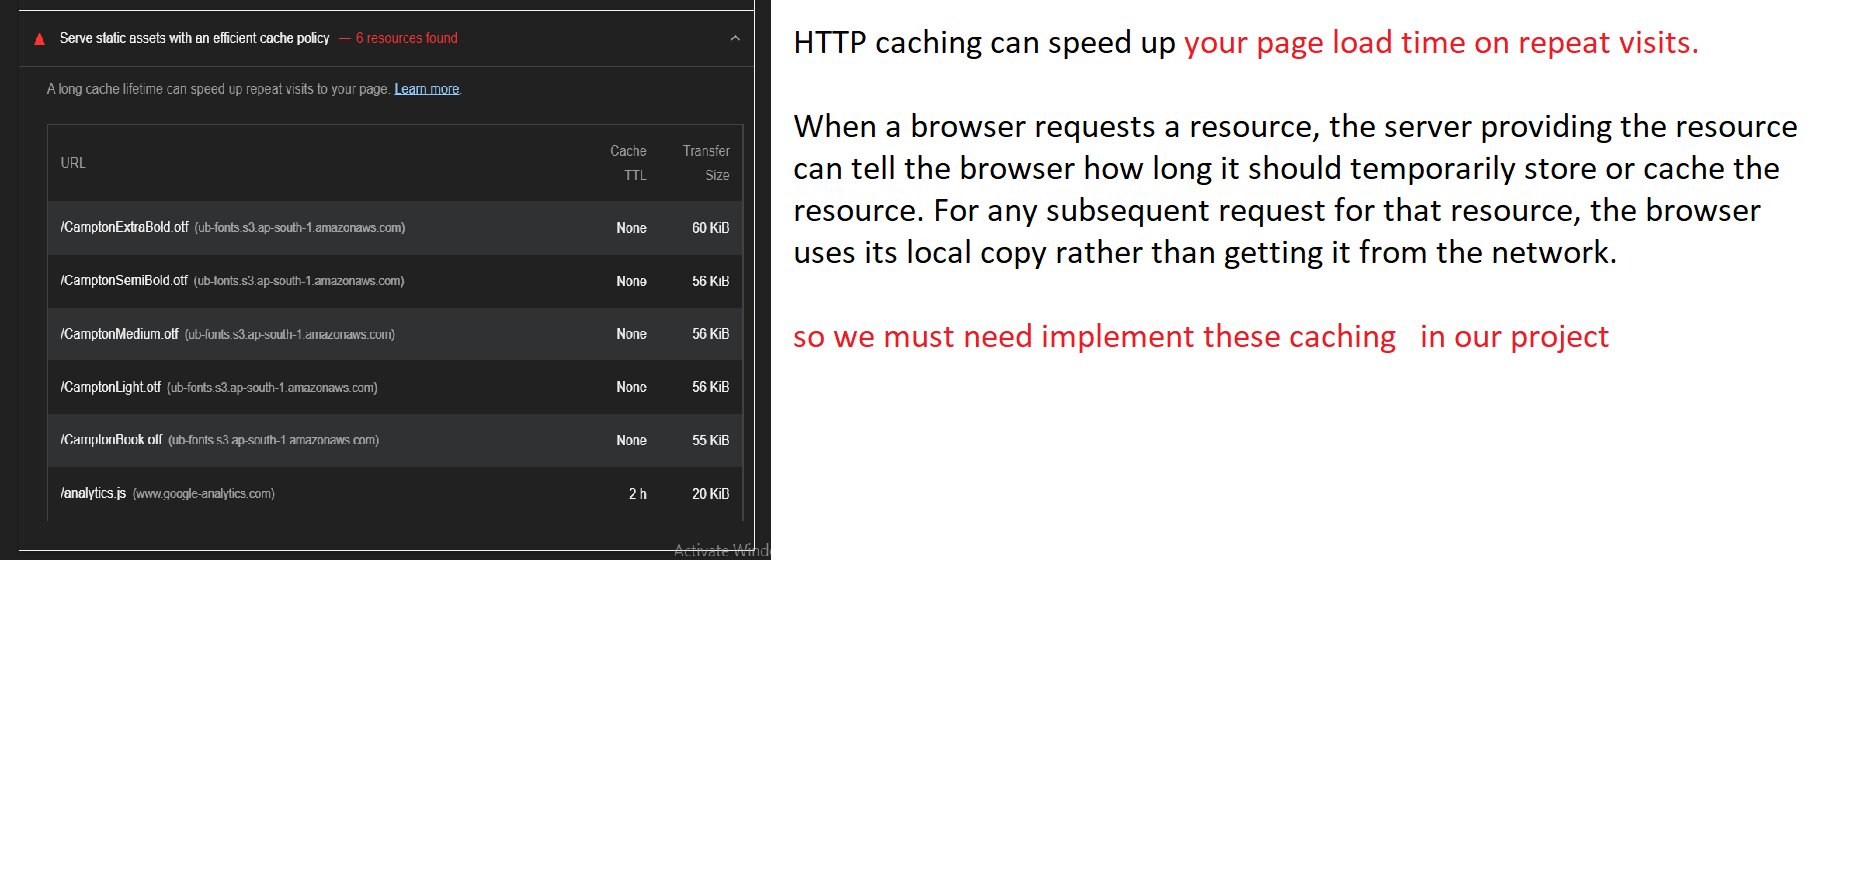 Serve static assets with an efficient cache policy — 6 resources found
A long cache lifetime can speed up repeat visits to your page. Learn more.
URL Cache TTL Transfer Size
/CamptonExtraBold.otf (ub-fonts.s3.ap-south-1.amazonaws.com) None 60 KiB
/CamptonSemiBold.otf (ub-fonts.s3.ap-south-1.amazonaws.com) None 56 KiB
/CamptonMedium.otf (ub-fonts.s3.ap-south-1.amazonaws.com) None 56 KiB
/CamptonLight.otf (ub-fonts.s3.ap-south-1.amazonaws.com) None 56 KiB
/CamptonBook.otf (ub-fonts.s3.ap-south-1.amazonaws.com) None 55 KiB
/analytics.js (www.google-analytics.com) 2 h 20 KiB
Activate Wind
HTTP caching can speed up your page load time on repeat visits.
When a browser requests a resource, the server providing the resource
can tell the browser how long it should temporarily store or cache the
resource. For any subsequent request for that resource, the browser
uses its local copy rather than getting it from the network.
so we must need implement these caching in our project